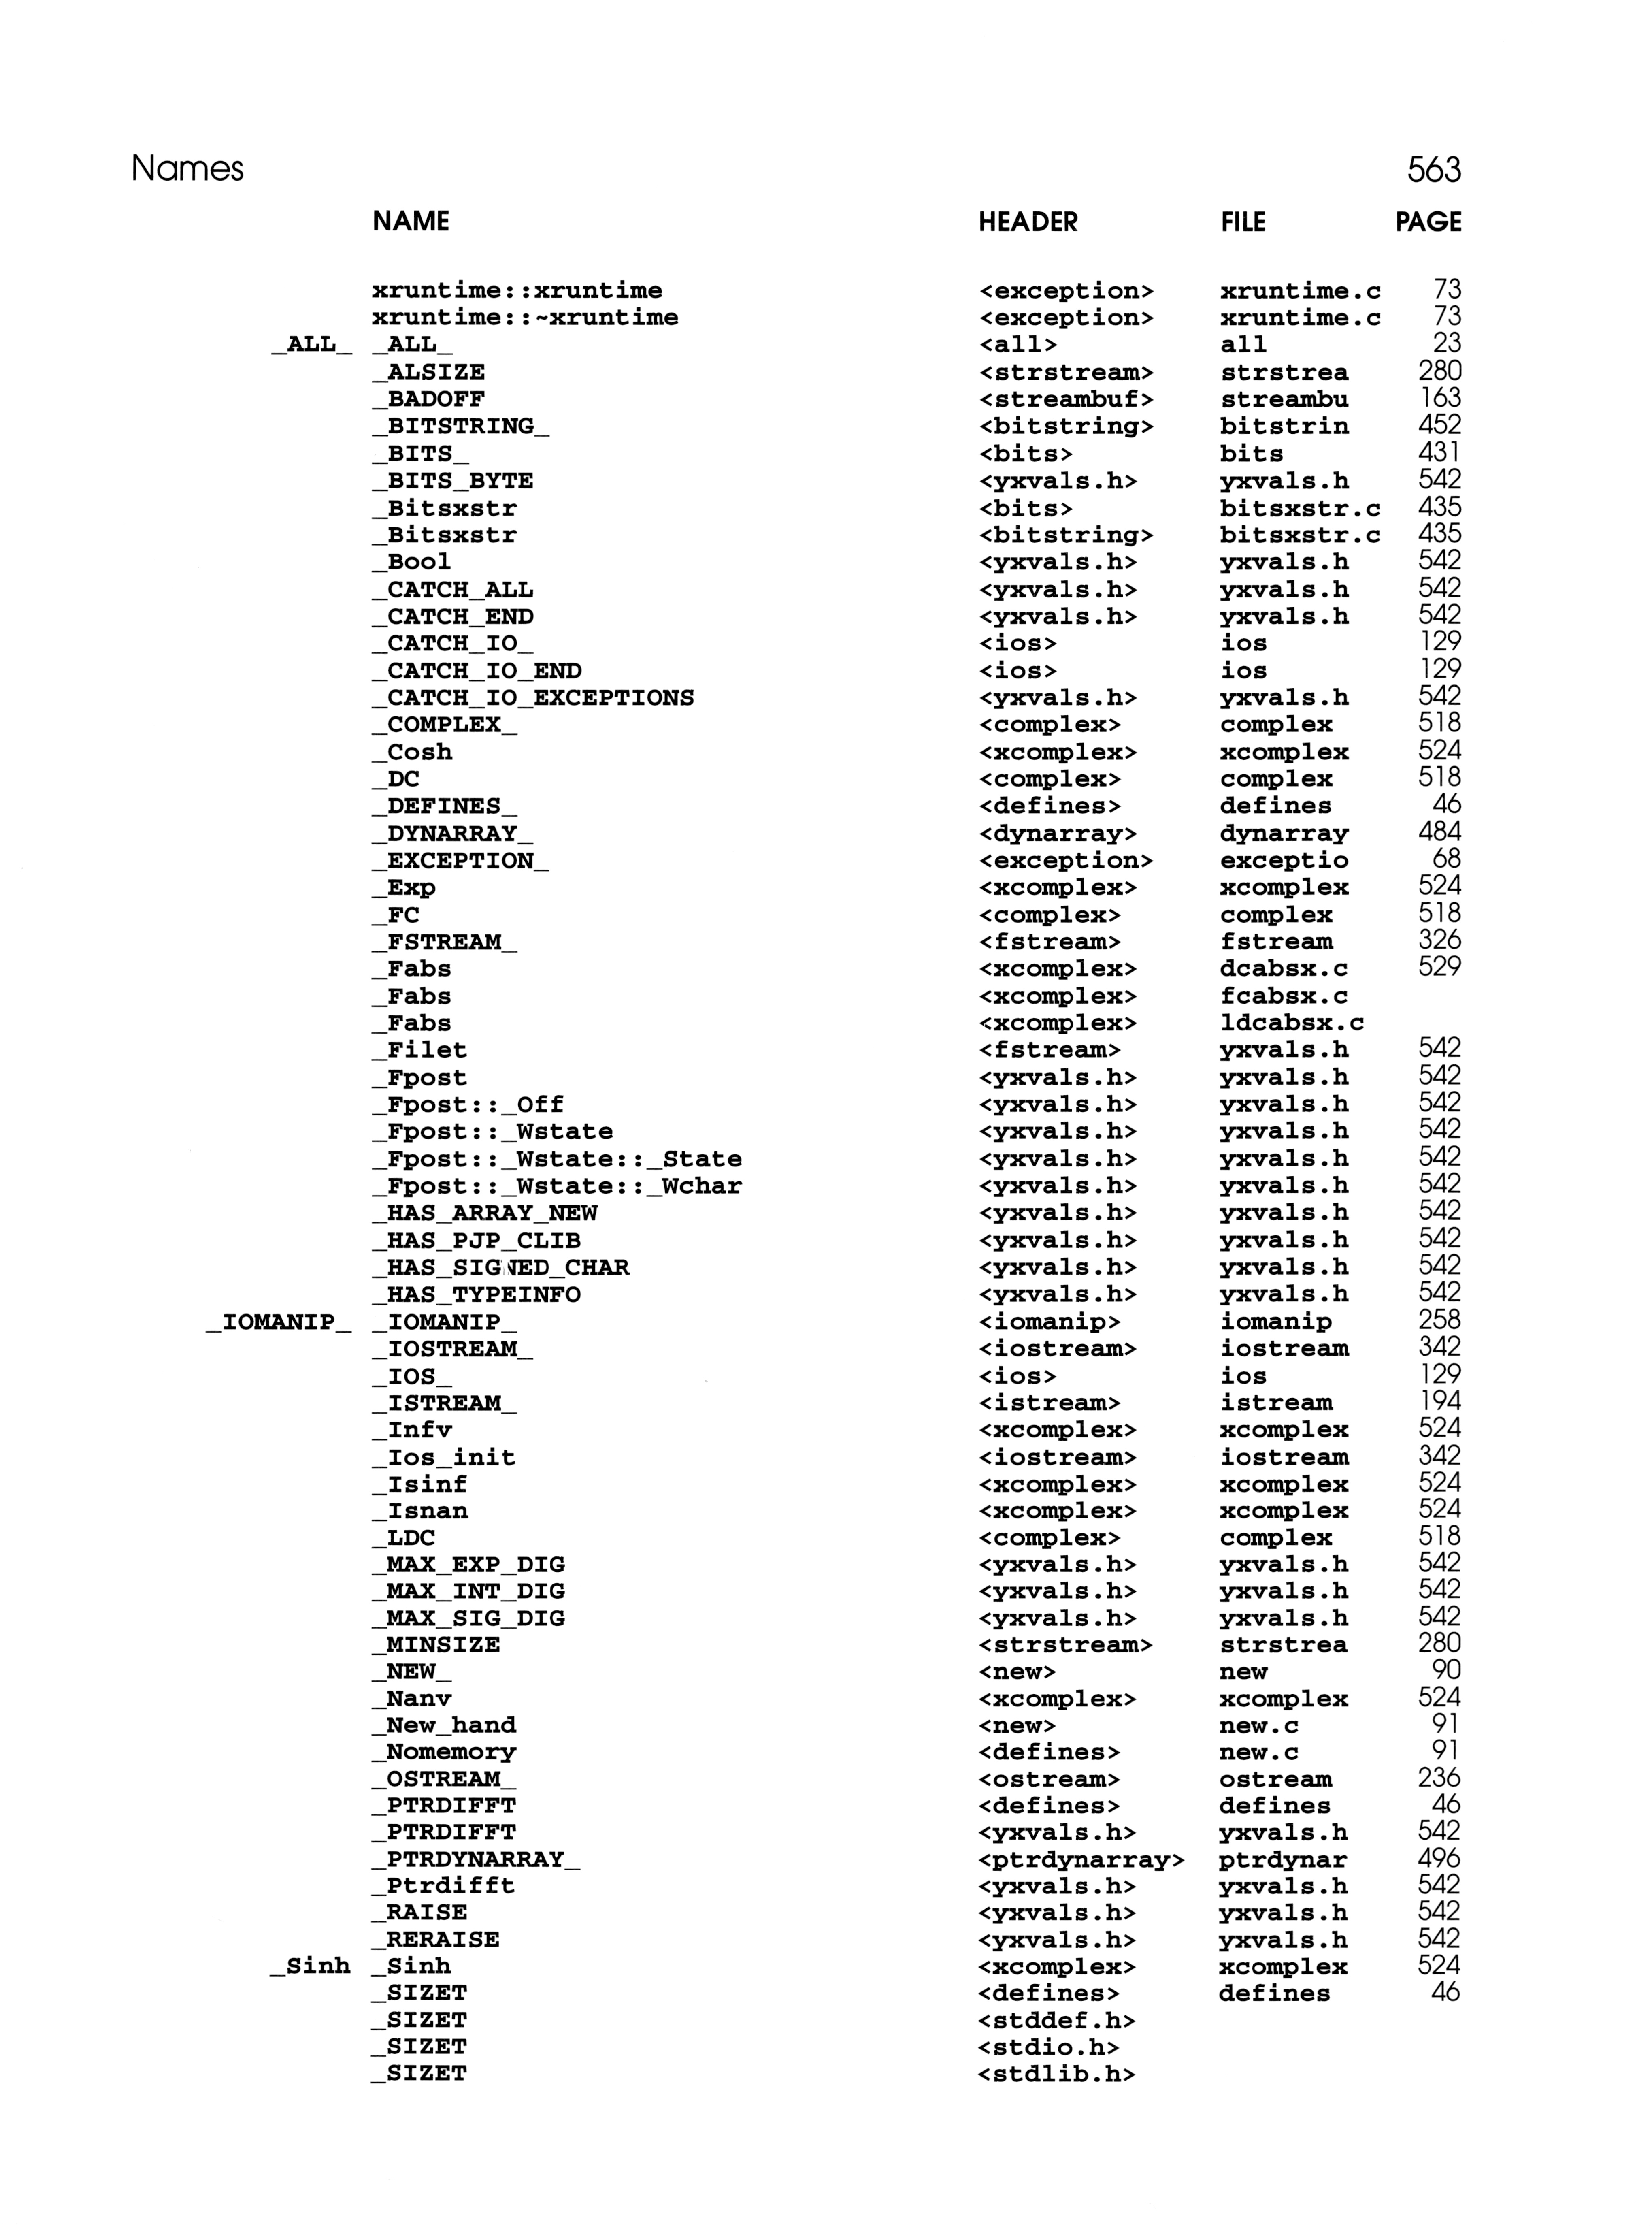 Names 563
NAME HEADER FILE PAGE
xruntime::xruntime <exception> xruntime.c 73
xruntime::~xruntime <exception> xruntime.c 73
_ALL_ _ALL_ <all> all 23
_ALSIZE <strstream> strstrea 280
_BADOFF <streambuf> streambu 163
_BITSTRING_ <bitstring> bitstrin 452
_BITS_ <bits> bits 431
_BITS_BYTE <yxvals.h> yxvals.h 542
_Bitsxstr <bits> bitsxstr.c 435
_Bitsxstr <bitstring> bitsxstr.c 435
_Bool <yxvals.h> yxvals.h 542
_CATCH_ALL <yxvals.h> yxvals.h 542
_CATCH_END <yxvals.h> yxvals.h 542
_CATCH_IO_ <ios> ios 129
_CATCH_IO_END <ios> ios 129
_CATCH_IO_EXCEPTIONS <yxvals.h> yxvals.h 542
_COMPLEX_ <complex> complex 518
_Cosh <xcomplex> xcomplex 524
_DC <complex> complex 518
_DEFINES_ <defines> defines 46
_DYNARRAY_ <dynarray> dynarray 484
_EXCEPTION_ <exception> exceptio 68
_Exp <xcomplex> xcomplex 524
_FC <complex> complex 518
_FSTREAM_ <fstream> fstream 326
_Fabs <xcomplex> dcabsx.c 529
_Fabs <xcomplex> fcabsx.c
_Fabs <xcomplex> ldcabsx.c
_Filet <fstream> yxvals.h 542
_Fpost <yxvals.h> yxvals.h 542
_Fpost::_Off <yxvals.h> yxvals.h 542
_Fpost::_Wstate <yxvals.h> yxvals.h 542
_Fpost::_Wstate::_State <yxvals.h> yxvals.h 542
_Fpost::_Wstate::_Wchar <yxvals.h> yxvals.h 542
_HAS_ARRAY_NEW <yxvals.h> yxvals.h 542
_HAS_PJP_CLIB <yxvals.h> yxvals.h 542
_HAS_SIGNED_CHAR <yxvals.h> yxvals.h 542
_HAS_TYPEINFO <yxvals.h> yxvals.h 542
_IOMANIP_ _IOMANIP_ <iomanip> iomanip 258
_IOSTREAM_ <iostream> iostream 342
_IOS_ <ios> ios 129
_ISTREAM_ <istream> istream 194
_Infv <xcomplex> xcomplex 524
_Ios_init <iostream> iostream 342
_Isinf <xcomplex> xcomplex 524
_Isnan <xcomplex> xcomplex 524
_LDC <complex> complex 518
_MAX_EXP_DIG <yxvals.h> yxvals.h 542
_MAX_INT_DIG <yxvals.h> yxvals.h 542
_MAX_SIG_DIG <yxvals.h> yxvals.h 542
_MINSIZE <strstream> strstrea 280
_NEW_ <new> new 90
_Nanv <xcomplex> xcomplex 524
_New_hand <new> new.c 91
_Nomemory <defines> new.c 91
_OSTREAM_ <ostream> ostream 236
_PTRDIFFT <defines> defines 46
_PTRDIFFT <yxvals.h> yxvals.h 542
_PTRDYNARRAY_ <ptrdynarray> ptrdynar 496
_Ptrdifft <yxvals.h> yxvals.h 542
_RAISE <yxvals.h> yxvals.h 542
_RERAISE <yxvals.h> yxvals.h 542
_Sinh _Sinh <xcomplex> xcomplex 524
_SIZET <defines> defines 46
_SIZET <stddef.h>
_SIZET <stdio.h>
_SIZET <stdlib.h>